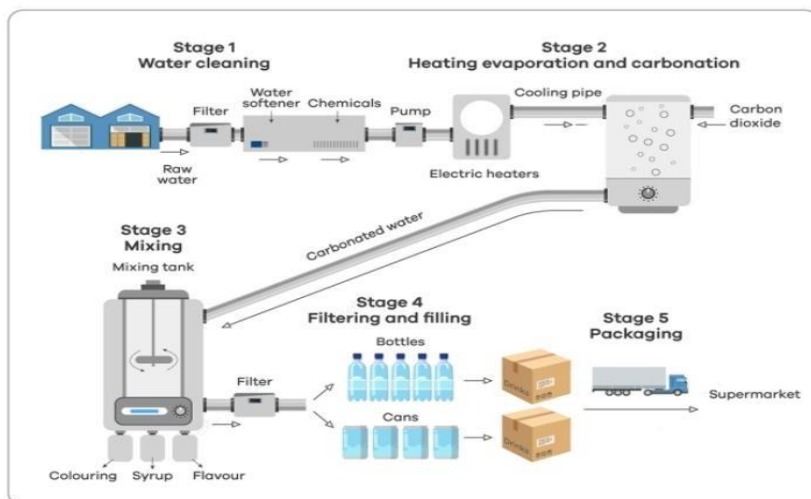 Stage 1
Water cleaning
Stage 2
Heating evaporation and carbonation
Filter
Water
softener
Chemicals
Pump
Cooling pipe
Carbon
dioxide
Raw
water
Electric heaters
Carbonated water
Stage 3
Mixing
Mixing tank
Stage 4
Filtering and filling
Stage 5
Packaging
Bottles
Filter
Drinks
Supermarket
Cans
Drinks
Colouring
Syrup
Flavour